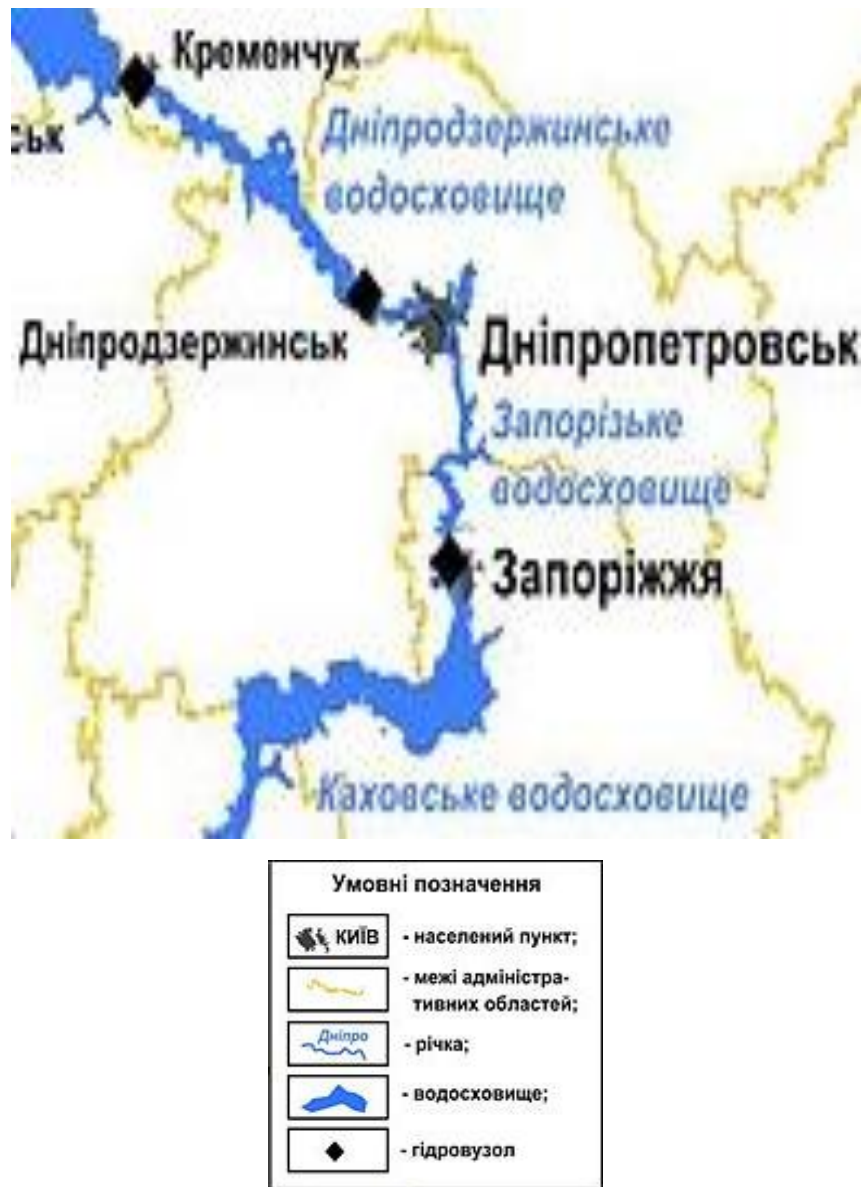 Кременчук
Дніпродзержинське
водосховище
ськ
Дніпродзержинськ
Дніпропетровськ
Запорізьке
водосховище
Запоріжжя
Каховське водосховище
Умовні позначення
КИЇВ - населений пункт;
- межі адміністра-
тивних областей;
Дніпро - річка;
- водосховище;
- гідровузол